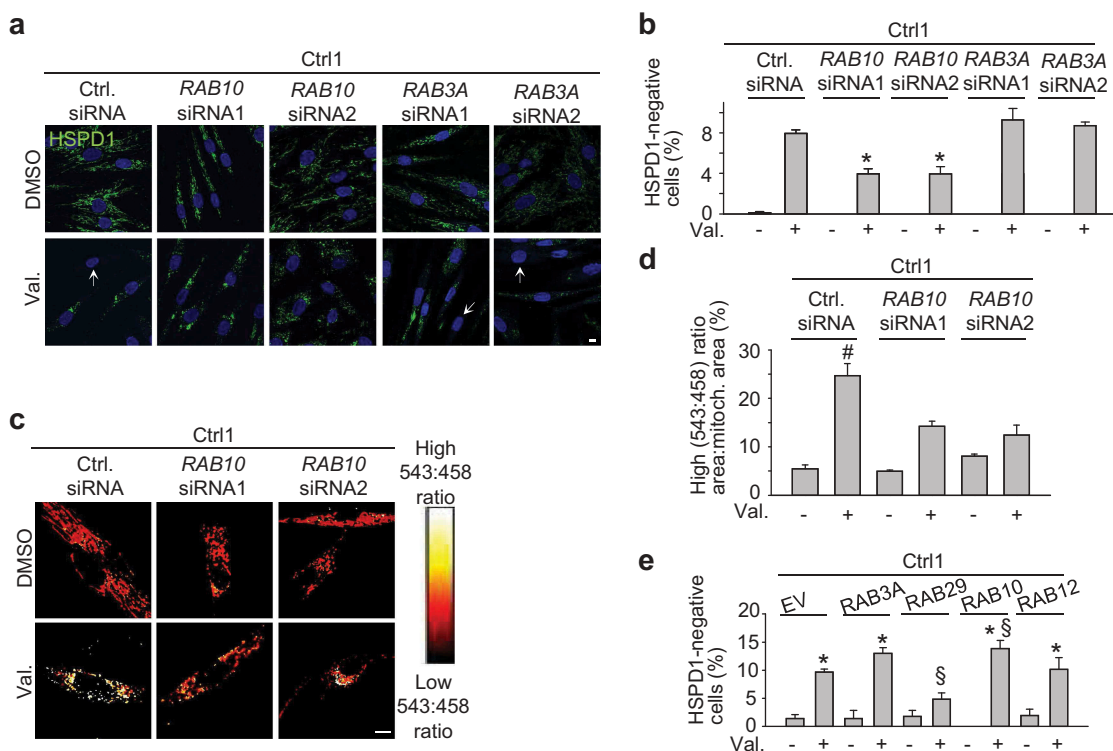 a
Ctrl1
Ctrl. siRNA
RAB10 siRNA1
RAB10 siRNA2
RAB3A siRNA1
RAB3A siRNA2
HSPD1
DMSO
Val.
b
Ctrl1
Ctrl. siRNA
RAB10 siRNA1
RAB10 siRNA2
RAB3A siRNA1
RAB3A siRNA2
HSPD1-negative cells (%)
8
4
0
* *
Val. - + - + - + - + - +
c
Ctrl1
Ctrl. siRNA
RAB10 siRNA1
RAB10 siRNA2
DMSO
Val.
High 543:458 ratio
Low 543:458 ratio
d
Ctrl1
Ctrl. siRNA
RAB10 siRNA1
RAB10 siRNA2
High (543:458) ratio area:mitoch. area (%)
30
20
10
0
#
Val. - + - + - +
e
Ctrl1
EV RAB3A RAB29 RAB10 RAB12
HSPD1-negative cells (%)
20
15
10
5
0
* * § * § *
Val. - + - + - + - + - +